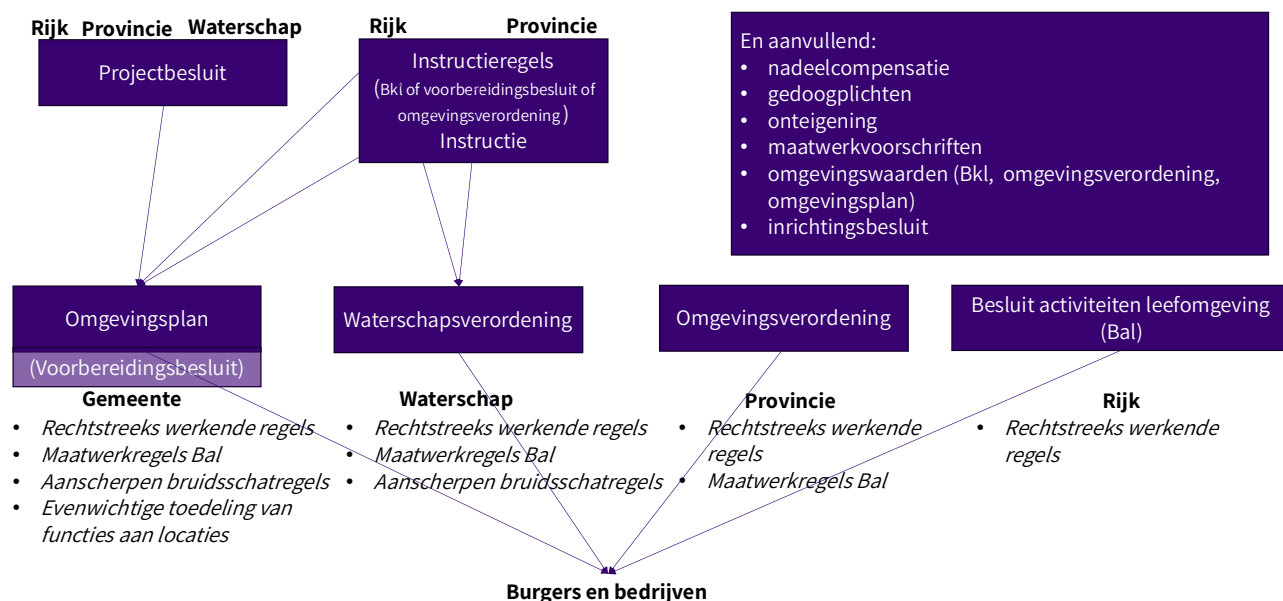 Rijk Provincie Waterschap
Projectbesluit
Rijk Provincie
Instructieregels
(Bkl of voorbereidingsbesluit of
omgevingsverordening)
Instructie
En aanvullend:
• nadeelcompensatie
• gedoogplichten
• onteigening
• maatwerkvoorschriften
• omgevingswaarden (Bkl, omgevingsverordening,
omgevingsplan)
• inrichtingsbesluit
Omgevingsplan
(Voorbereidingsbesluit)
Gemeente
• Rechtstreeks werkende regels
• Maatwerkregels Bal
• Aanscherpen bruidsschatregels
• Evenwichtige toedeling van
functies aan locaties
Waterschapsverordening
Waterschap
• Rechtstreeks werkende regels
• Maatwerkregels Bal
• Aanscherpen bruidsschatregels
Omgevingsverordening
Provincie
• Rechtstreeks werkende
regels
• Maatwerkregels Bal
Besluit activiteiten leefomgeving
(Bal)
Rijk
• Rechtstreeks werkende
regels
Burgers en bedrijven